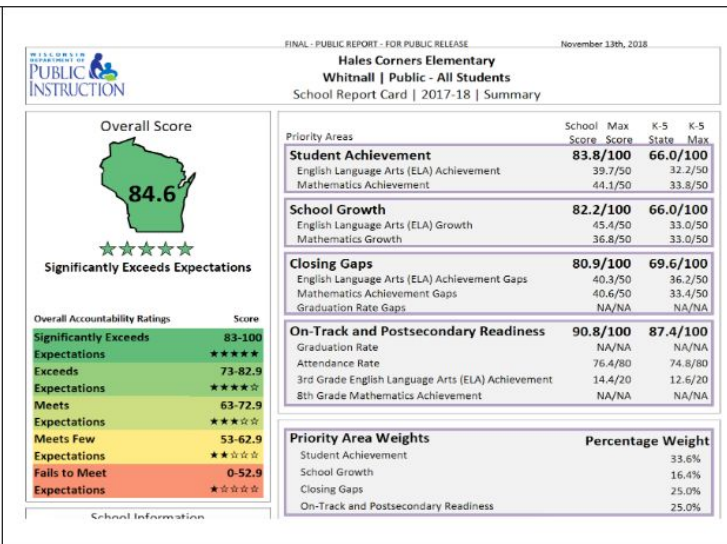 FINAL - PUBLIC REPORT - FOR PUBLIC RELEASE November 13th, 2018
WISCONSIN
DEPARTMENT OF
PUBLIC
INSTRUCTION
Hales Corners Elementary
Whitnall | Public - All Students
School Report Card | 2017-18 | Summary
Overall Score
84.6
★★★★★
Significantly Exceeds Expectations
Overall Accountability Ratings Score
Significantly Exceeds 83-100
Expectations ★★★★★
Exceeds 73-82.9
Expectations ★★★★☆
Meets 63-72.9
Expectations ★★★☆☆
Meets Few 53-62.9
Expectations ★★☆☆☆
Fails to Meet 0-52.9
Expectations ★☆☆☆☆
School Information
School Max K-5 K-5
Priority Areas Score Score State Max
Student Achievement 83.8/100 66.0/100
English Language Arts (ELA) Achievement 39.7/50 32.2/50
Mathematics Achievement 44.1/50 33.8/50
School Growth 82.2/100 66.0/100
English Language Arts (ELA) Growth 45.4/50 33.0/50
Mathematics Growth 36.8/50 33.0/50
Closing Gaps 80.9/100 69.6/100
English Language Arts (ELA) Achievement Gaps 40.3/50 36.2/50
Mathematics Achievement Gaps 40.6/50 33.4/50
Graduation Rate Gaps NA/NA NA/NA
On-Track and Postsecondary Readiness 90.8/100 87.4/100
Graduation Rate NA/NA NA/NA
Attendance Rate 76.4/80 74.8/80
3rd Grade English Language Arts (ELA) Achievement 14.4/20 12.6/20
8th Grade Mathematics Achievement NA/NA NA/NA
Priority Area Weights Percentage Weight
Student Achievement 33.6%
School Growth 16.4%
Closing Gaps 25.0%
On-Track and Postsecondary Readiness 25.0%